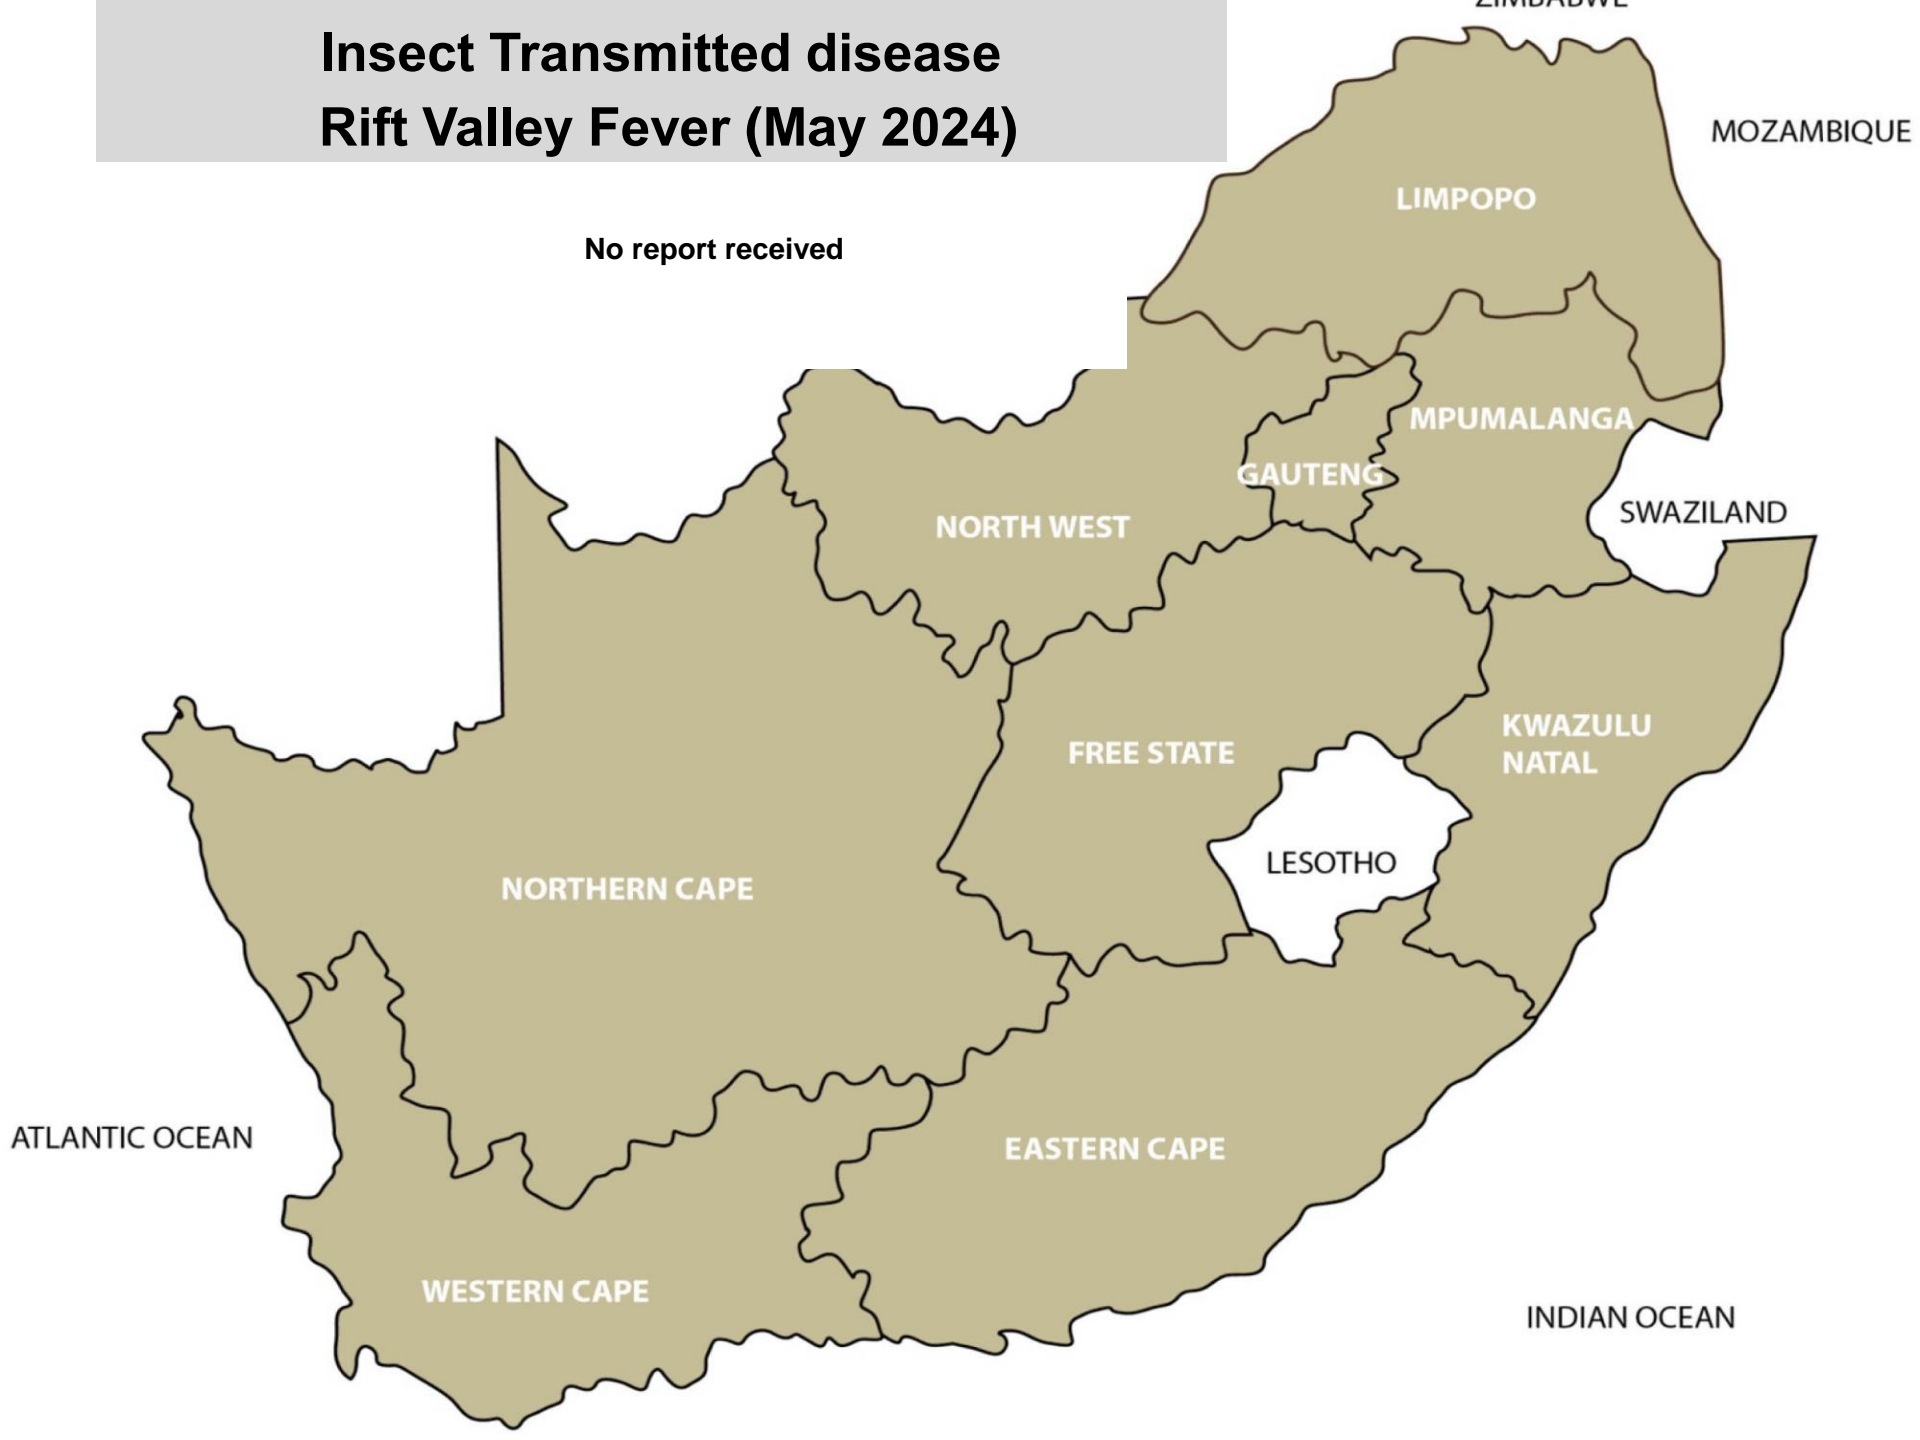 ZIMBABWE
Insect Transmitted disease
Rift Valley Fever (May 2024)
MOZAMBIQUE
LIMPOPO
No report received
MPUMALANGA
GAUTENG
SWAZILAND
NORTH WEST
KWAZULU
NATAL
FREE STATE
LESOTHO
NORTHERN CAPE
ATLANTIC OCEAN
EASTERN CAPE
WESTERN CAPE
INDIAN OCEAN